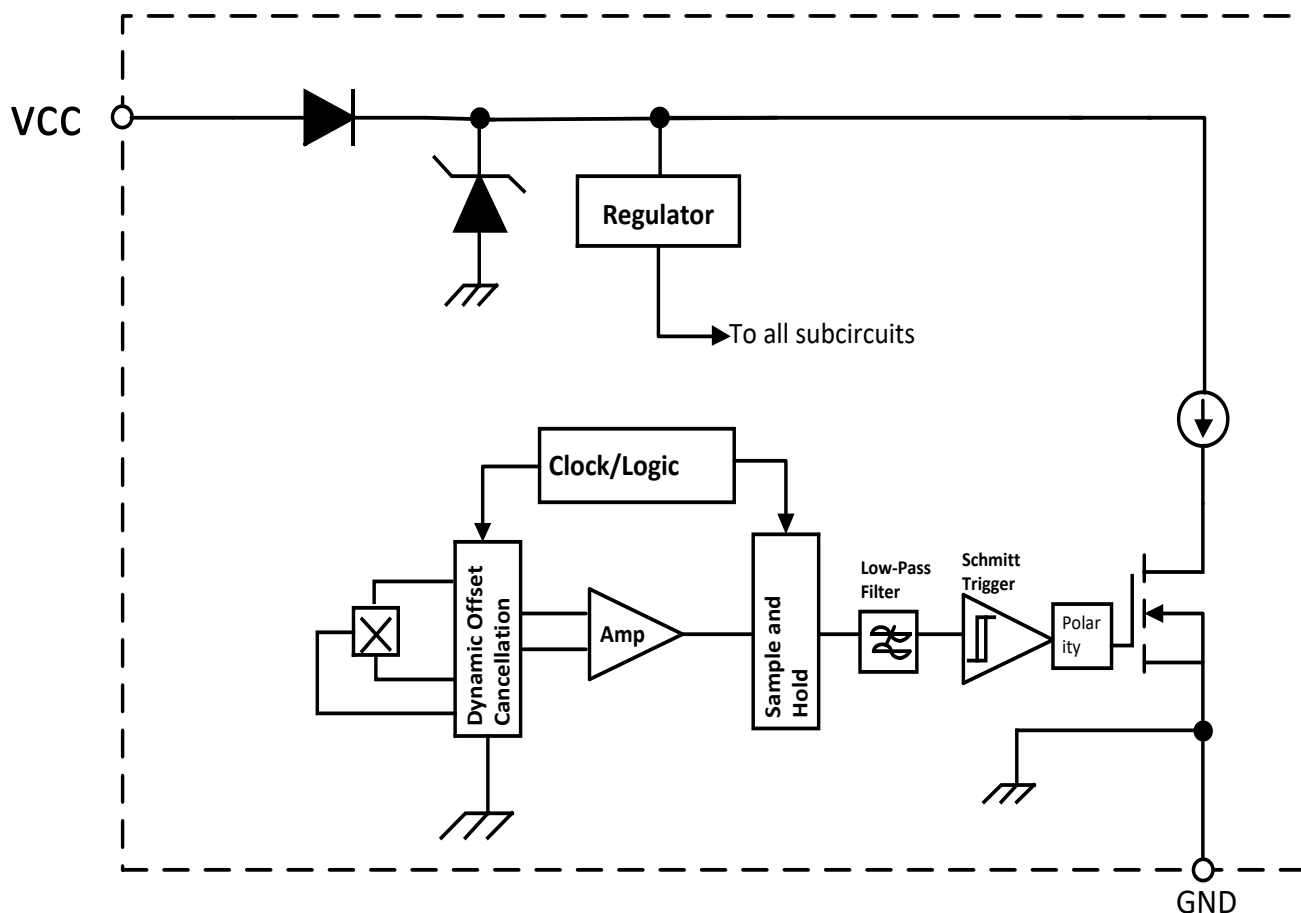 VCC
Regulator
To all subcircuits
Clock/Logic
Dynamic Offset
Cancellation
Amp
Sample and
Hold
Low-Pass
Filter
Schmitt
Trigger
Polar
ity
GND